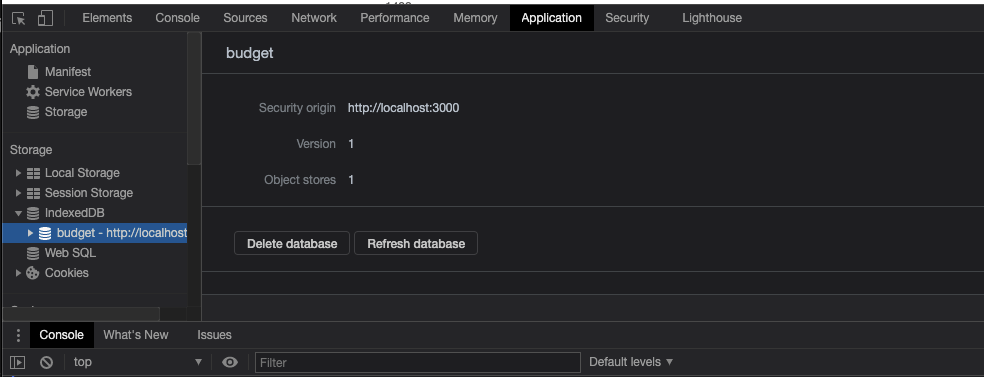 Elements Console Sources Network Performance Memory Application Security Lighthouse
Application
Manifest
Service Workers
Storage
Storage
Local Storage
Session Storage
IndexedDB
budget - http://localhost
Web SQL
Cookies
budget
Security origin http://localhost:3000
Version 1
Object stores 1
Delete database Refresh database
Console What's New Issues
top Filter Default levels